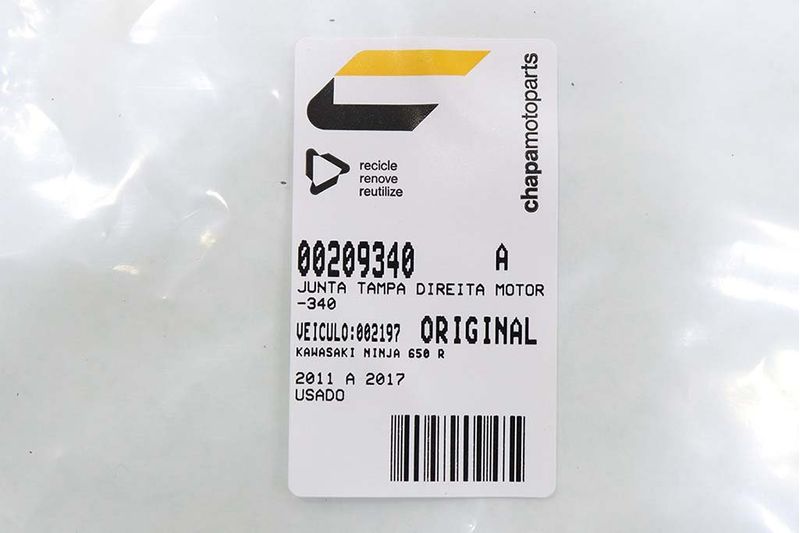 chapamotoparts
recicle
renove
reutilize
00209340 A
JUNTA TAMPA DIREITA MOTOR
-340
VEICULO:002197 ORIGINAL
KAWASAKI NINJA 650 R
2011 A 2017
USADO